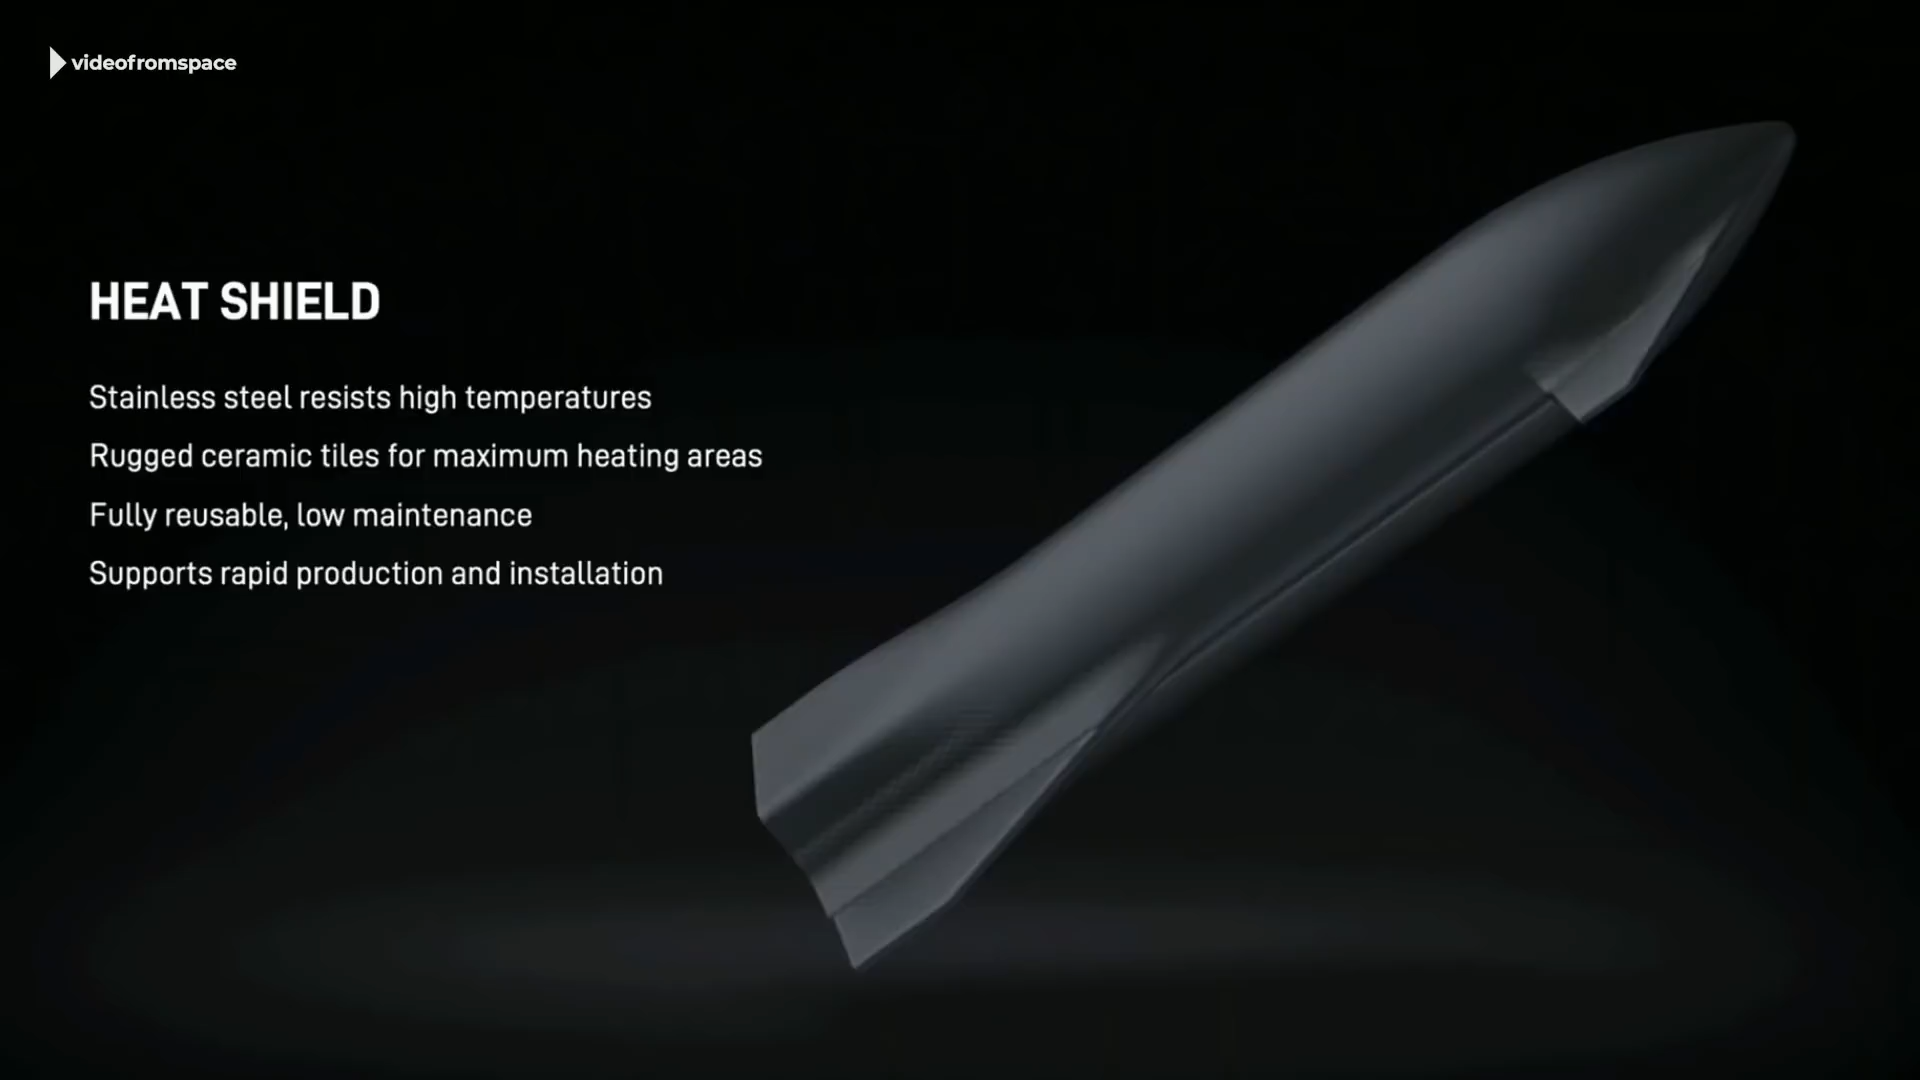 videofromspace
HEAT SHIELD
Stainless steel resists high temperatures
Rugged ceramic tiles for maximum heating areas
Fully reusable, low maintenance
Supports rapid production and installation